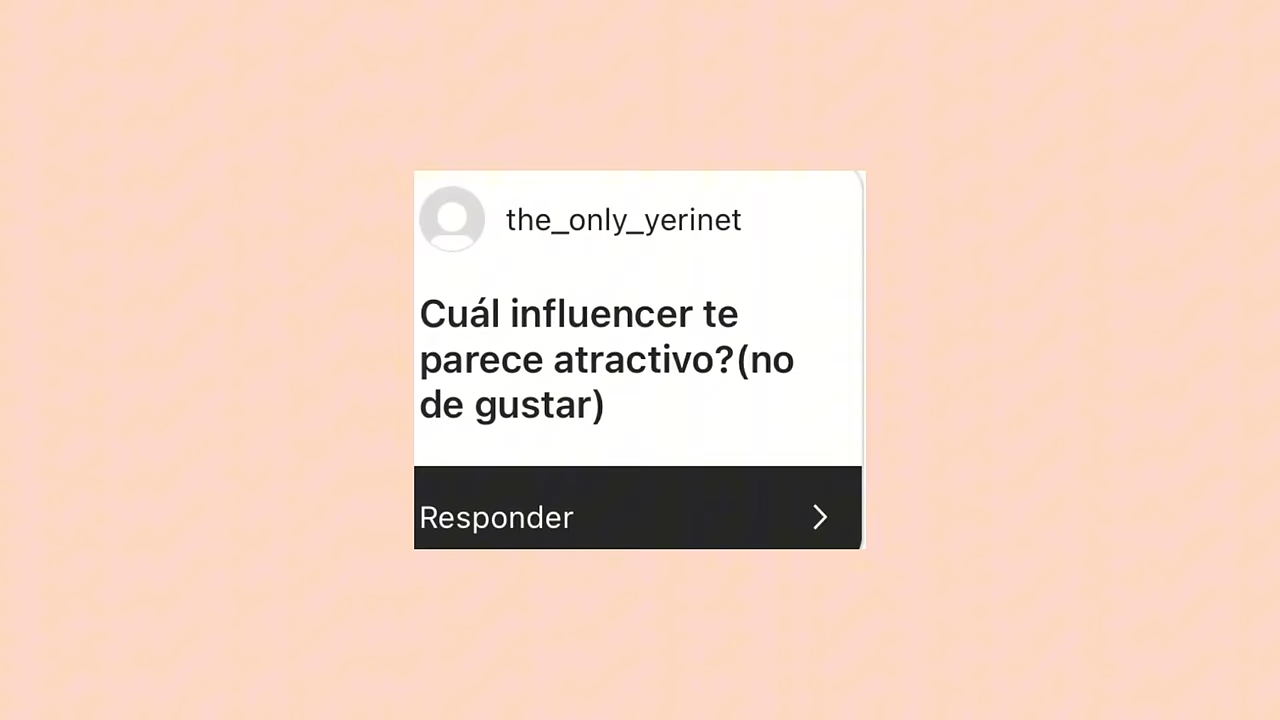 the_only_yerinet
Cuál influencer te
parece atractivo?(no
de gustar)
Responder